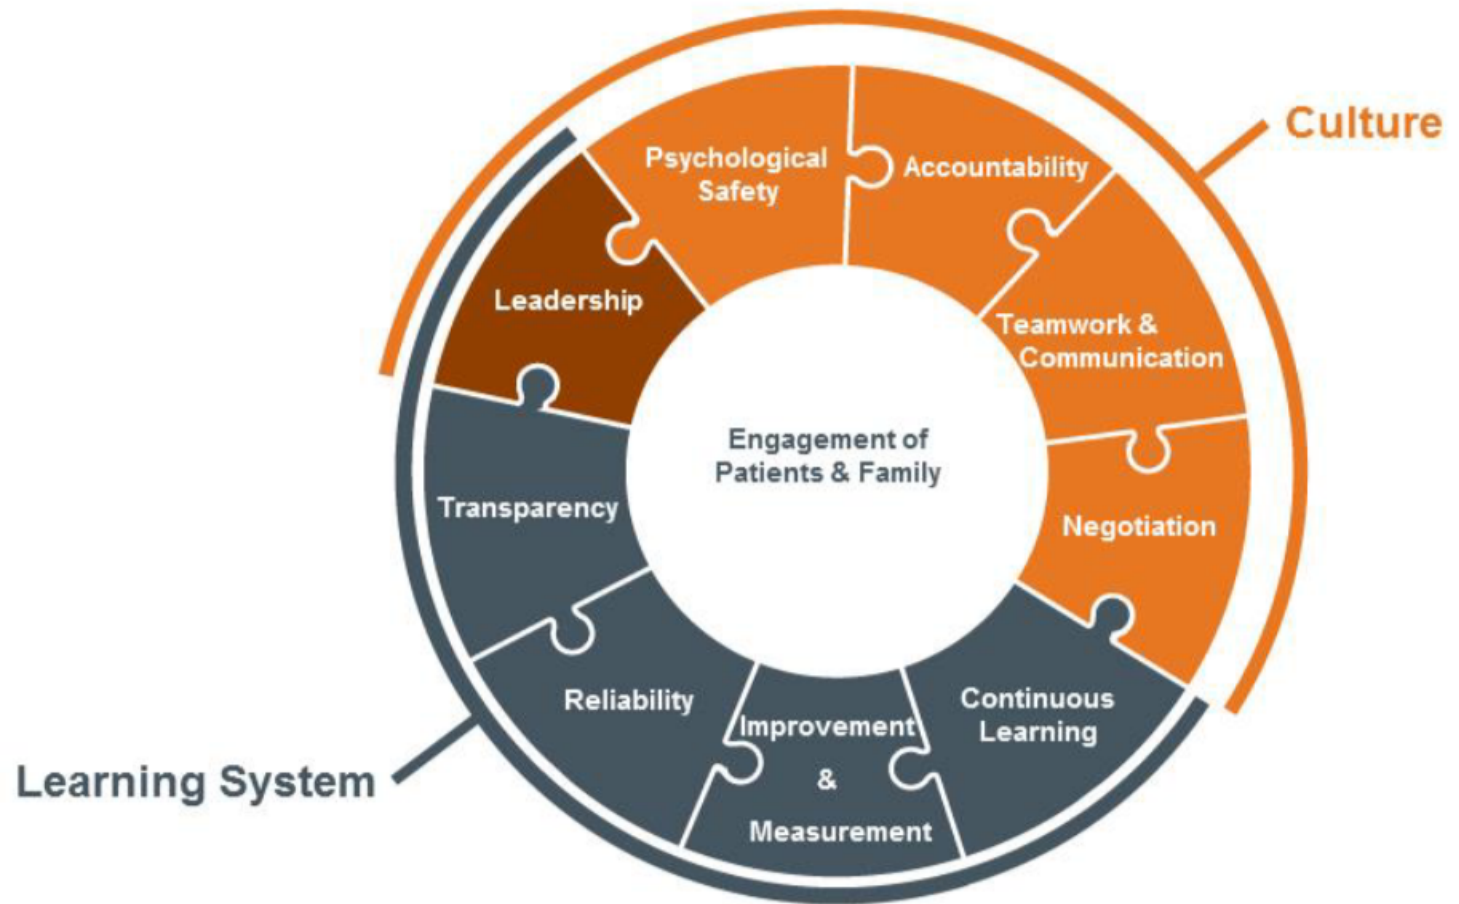 Culture
Psychological
Safety
Accountability
Leadership
Teamwork &
Communication
Engagement of
Patients & Family
Transparency
Negotiation
Reliability
Improvement
&
Measurement
Continuous
Learning
Learning System